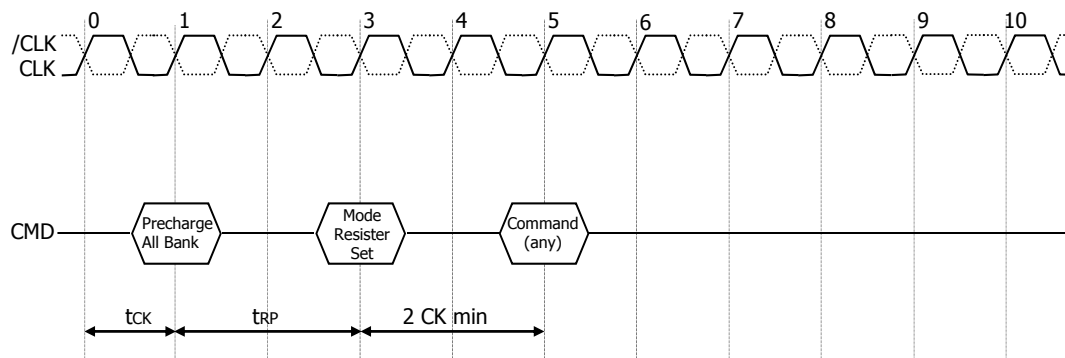 0 1 2 3 4 5 6 7 8 9 10
/CLK
CLK
CMD
Precharge
All Bank
Mode
Resister
Set
Command
(any)
tCK
tRP
2 CK min